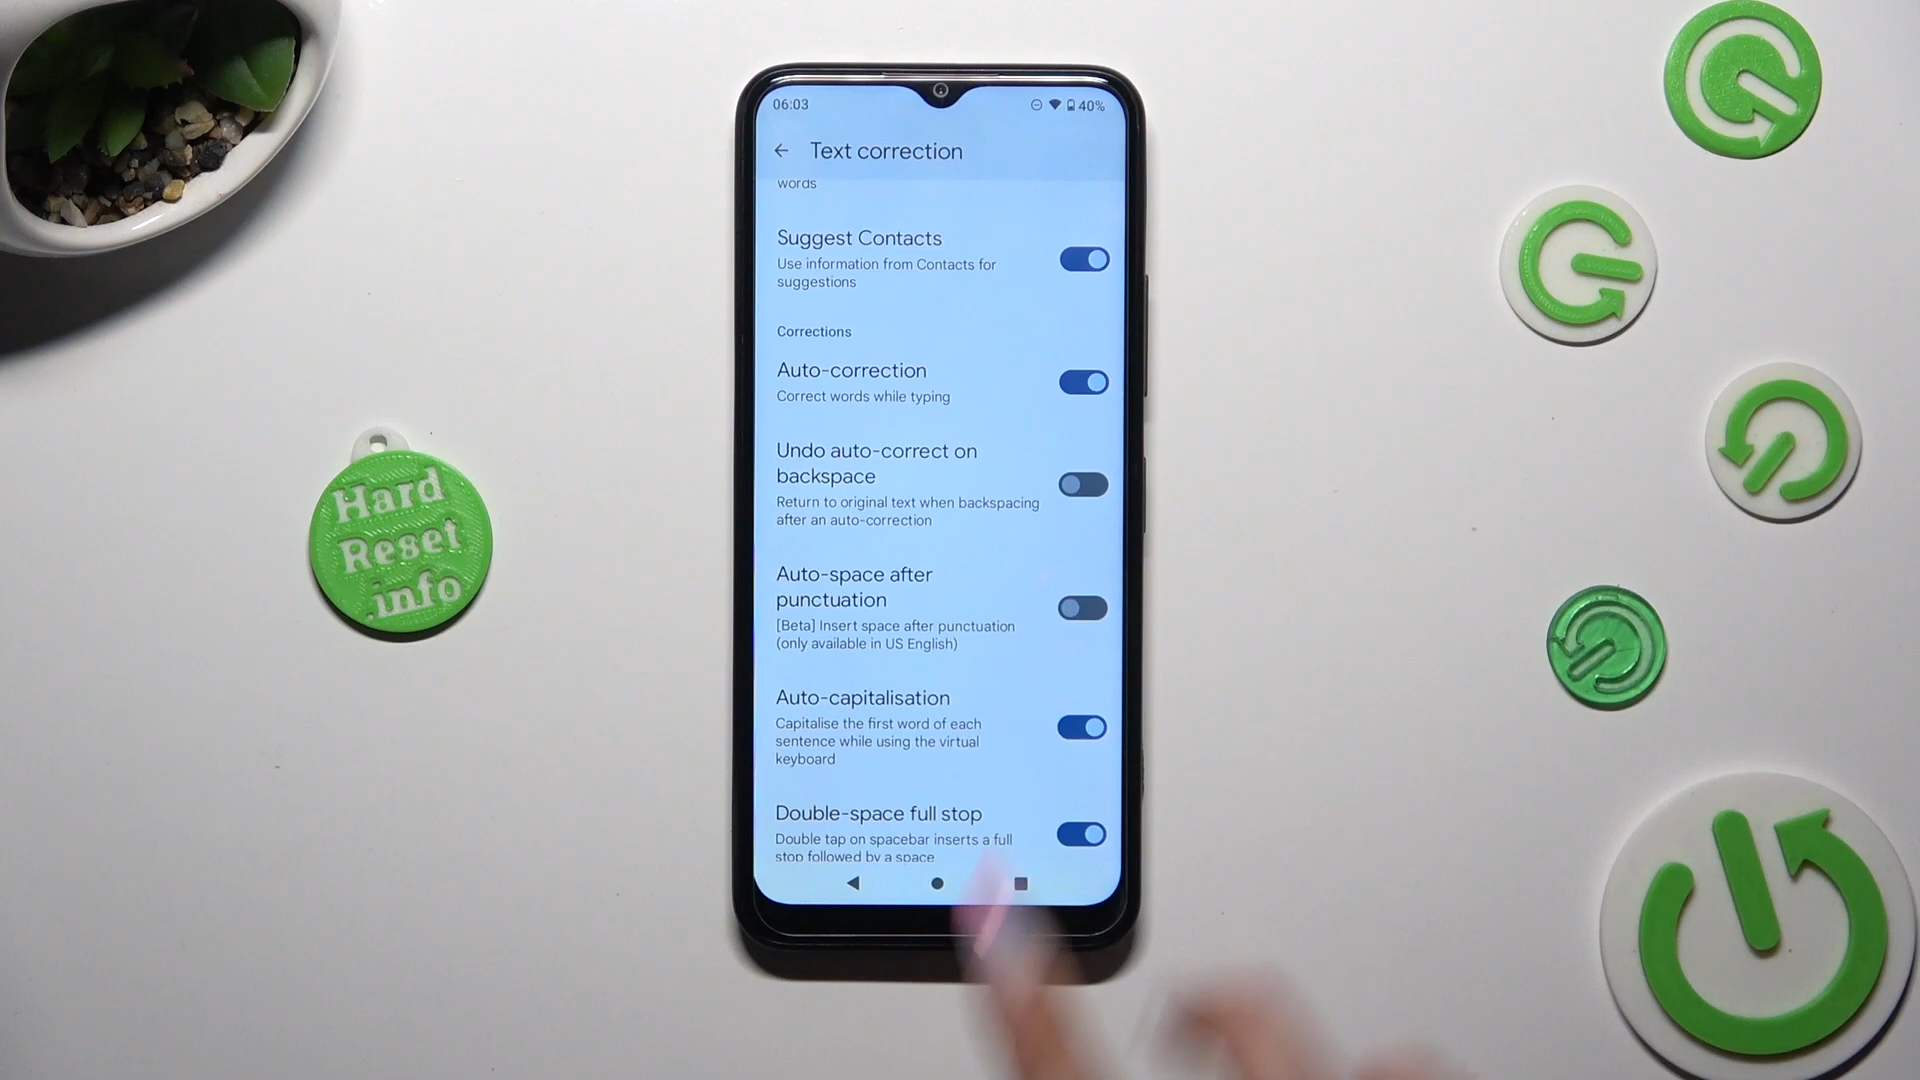 06:03
40%
Text correction
words
Suggest Contacts
Use information from Contacts for
suggestions
Corrections
Auto-correction
Correct words while typing
Undo auto-correct on
backspace
Return to original text when backspacing
after an auto-correction
Auto-space after
punctuation
[Beta] Insert space after punctuation
(only available in US English)
Auto-capitalisation
Capitalise the first word of each
sentence while using the virtual
keyboard
Double-space full stop
Double tap on spacebar inserts a full
stop followed by a space
Hard
Reset
.info